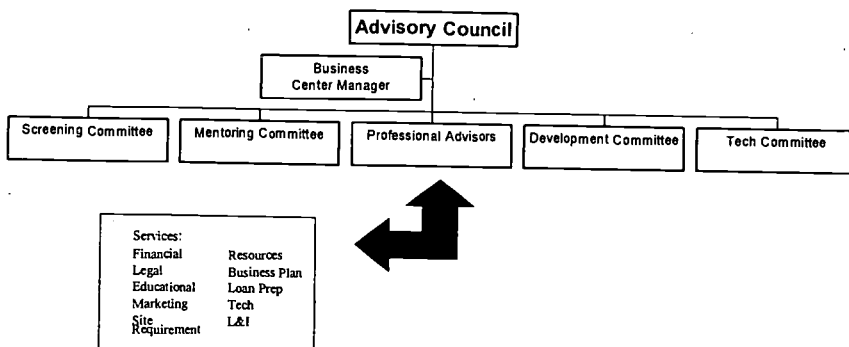 Advisory Council
Business
Center Manager
Screening Committee
Mentoring Committee
Professional Advisors
Development Committee
Tech Committee
Services:
Financial
Resources
Legal
Business Plan
Educational
Loan Prep
Marketing
Tech
Site
Requirement
L&I